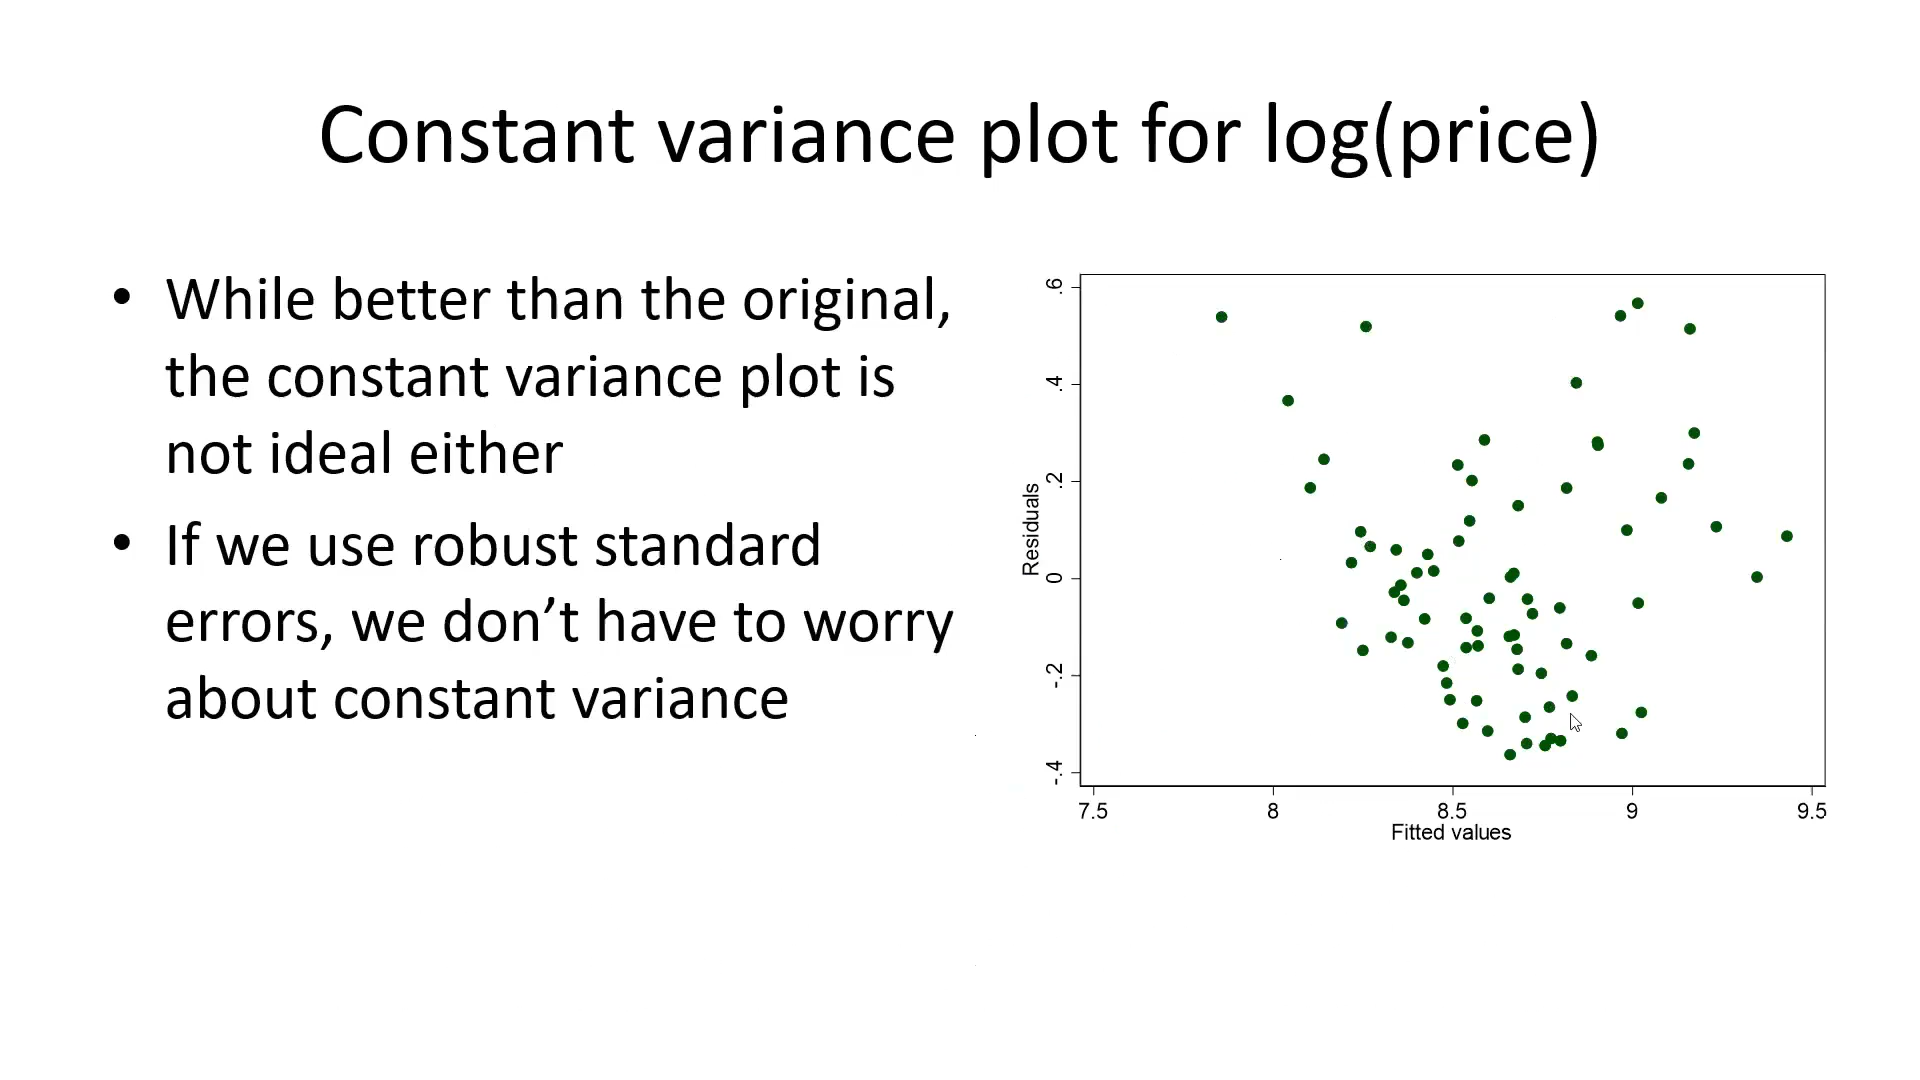 Constant variance plot for log(price)
• While better than the original,
the constant variance plot is
not ideal either
• If we use robust standard
errors, we don’t have to worry
about constant variance
Residuals
.6
.4
.2
0
-.2
-.4
7.5 8 8.5 9 9.5
Fitted values